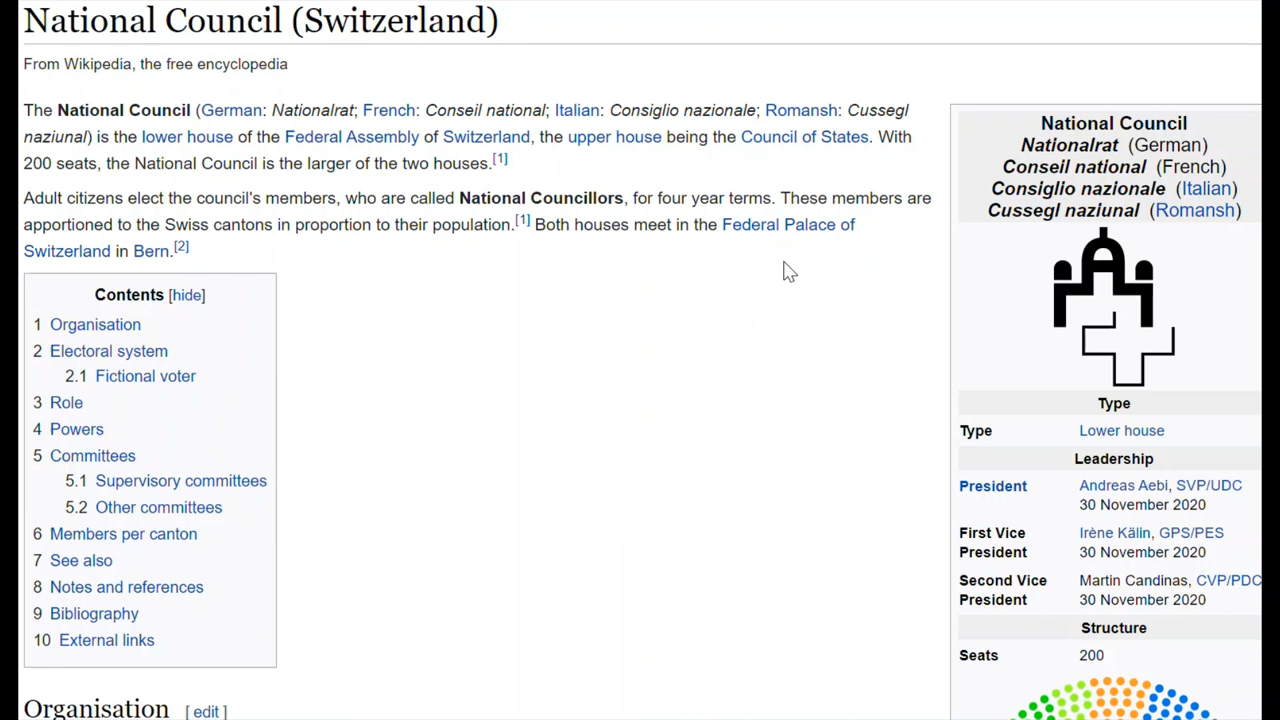 National Council (Switzerland)
From Wikipedia, the free encyclopedia
The National Council (German: Nationalrat; French: Conseil national; Italian: Consiglio nazionale; Romansh: Cussegl
naziunal) is the lower house of the Federal Assembly of Switzerland, the upper house being the Council of States. With
200 seats, the National Council is the larger of the two houses.[1]
Adult citizens elect the council's members, who are called National Councillors, for four year terms. These members are
apportioned to the Swiss cantons in proportion to their population.[1] Both houses meet in the Federal Palace of
Switzerland in Bern.[2]
Contents [hide]
1 Organisation
2 Electoral system
2.1 Fictional voter
3 Role
4 Powers
5 Committees
5.1 Supervisory committees
5.2 Other committees
6 Members per canton
7 See also
8 Notes and references
9 Bibliography
10 External links
Organisation [ edit ]
National Council
Nationalrat (German)
Conseil national (French)
Consiglio nazionale (Italian)
Cussegl naziunal (Romansh)
Type
Type Lower house
Leadership
President Andreas Aebi, SVP/UDC
30 November 2020
First Vice Irène Kälin, GPS/PES
President 30 November 2020
Second Vice Martin Candinas, CVP/PDC
President 30 November 2020
Structure
Seats 200